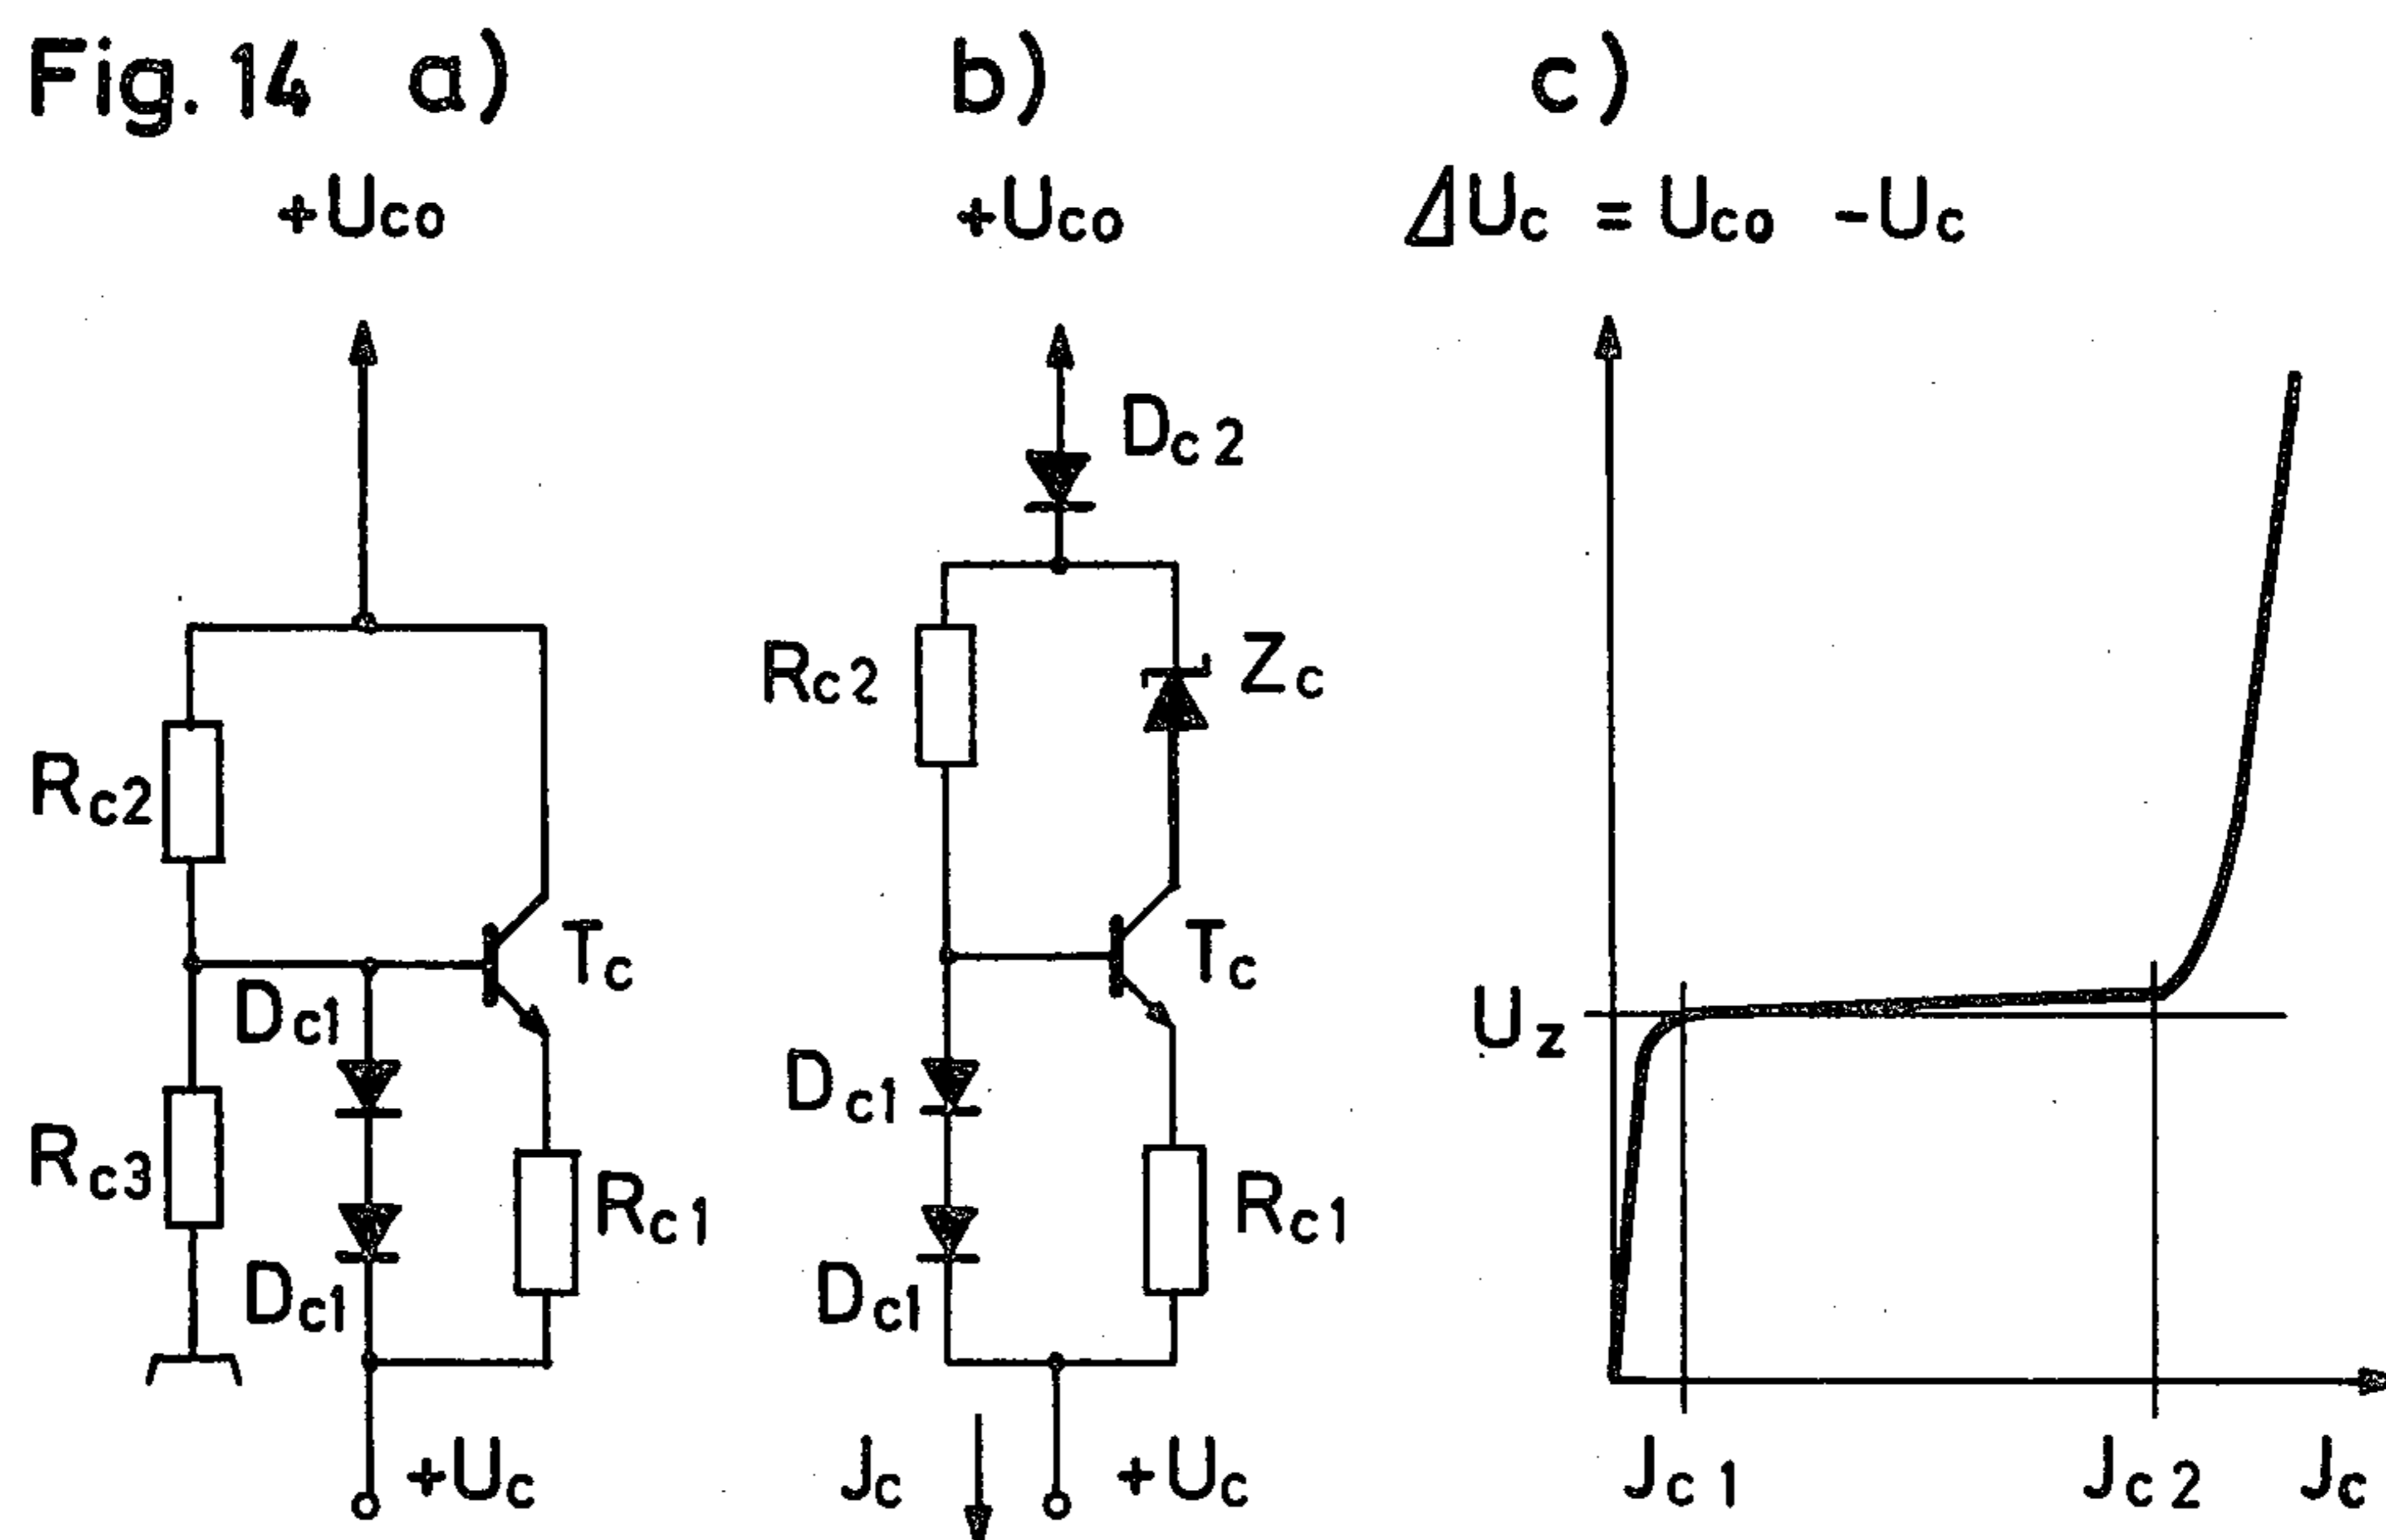 Fig. 14 a) b) c)
+Uco
+Uco
ΔUc = Uco -Uc
Dc2
Rc2
Zc
Rc2
Tc
Tc
Dc1
Uz
Dc1
Rc3
Rc1
Rc1
Dc1
Dc1
+Uc
Jc
+Uc
Jc1
Jc2
Jc